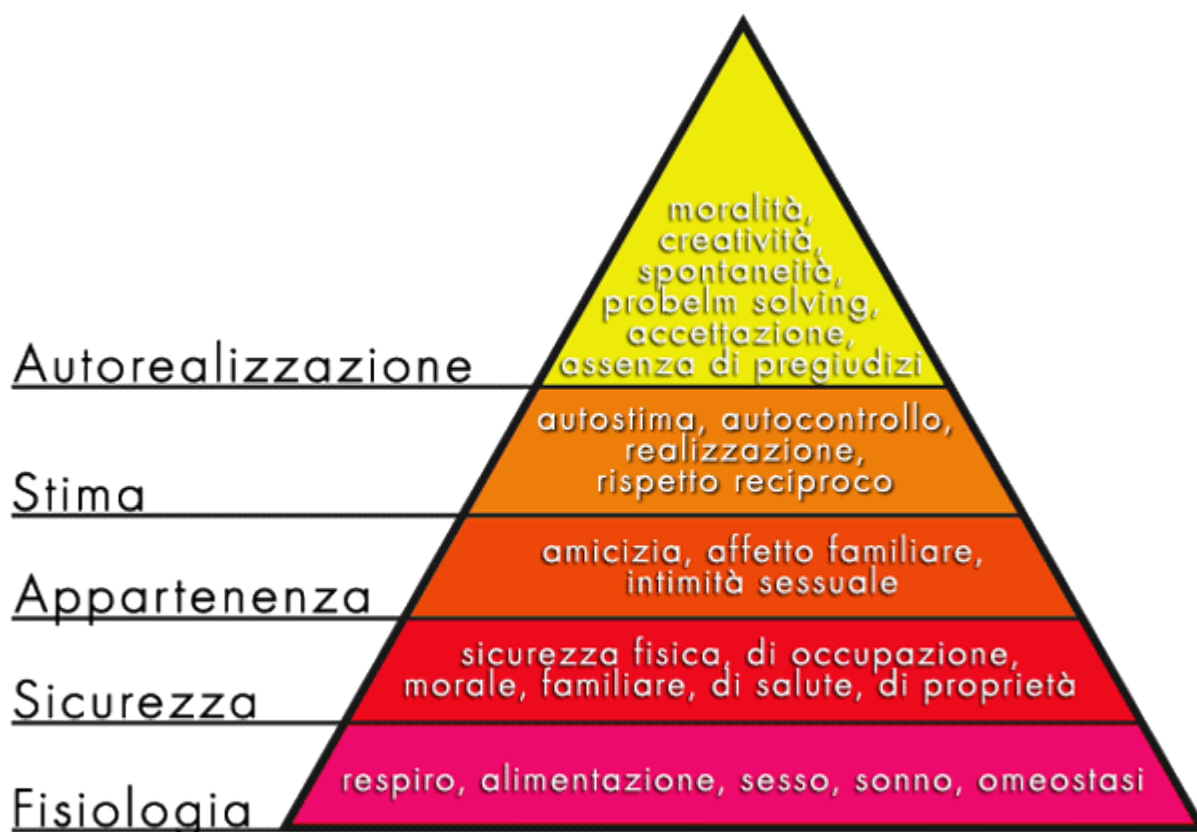 moralità,
creatività,
spontaneità,
probelm solving,
accettazione,
assenza di pregiudizi
Autorealizzazione
autostima, autocontrollo,
realizzazione,
rispetto reciproco
Stima
amicizia, affetto familiare,
intimità sessuale
Appartenenza
sicurezza fisica, di occupazione,
morale, familiare, di salute, di proprietà
Sicurezza
respiro, alimentazione, sesso, sonno, omeostasi
Fisiologia